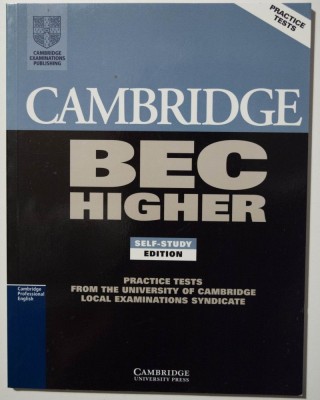 CAMBRIDGE
CAMBRIDGE EXAMINATIONS
PUBLISHING
PRACTICE
TESTS
CAMBRIDGE
BEC
HIGHER
SELF-STUDY
EDITION
Cambridge
Professional
English
PRACTICE TESTS
FROM THE UNIVERSITY OF CAMBRIDGE
LOCAL EXAMINATIONS SYNDICATE
CAMBRIDGE
UNIVERSITY PRESS